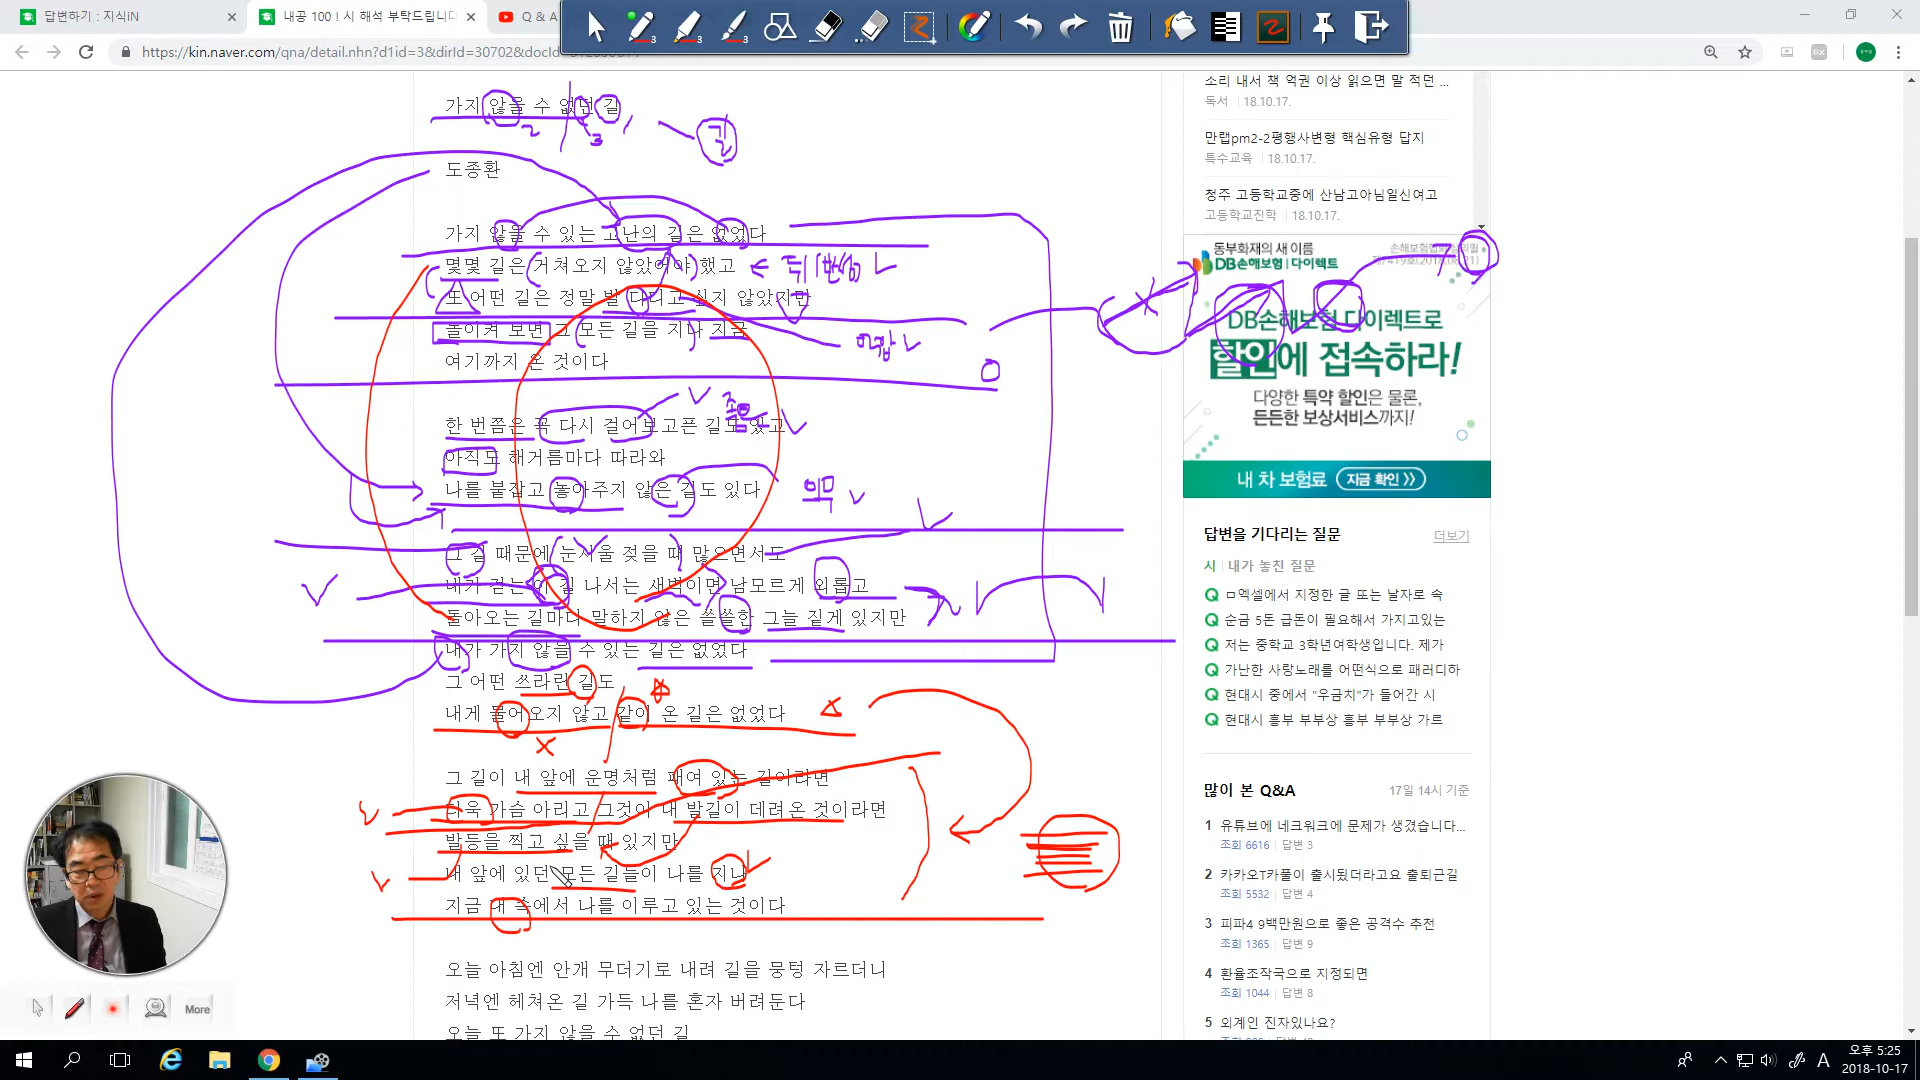 답변하기 : 지식iN
내공 100 ! 시 해석 부탁드립니다
Q & A
https://kin.naver.com/qna/detail.nhn?d1id=3&dirId=30702&docId
가지 않을 수 없던 길
2
3
길
도종환
가지 않을 수 있는 고난의 길은 없었다
몇몇 길은 거쳐오지 않았어야 했고
또 어떤 길은 정말 발 디디고 싶지 않았지만
돌이켜 보면 그 모든 길을 지나 지금
여기까지 온 것이다
한 번쯤은 꼭 다시 걸어보고픈 길도 있고
좋은
아직도 해거름마다 따라와
나를 붙잡고 놓아주지 않은 길도 있다
의무
그 길 때문에 눈시울 젖을 때 많으면서도
내가 걷는 이 길 나서는 새벽이면 남모르게 외롭고
돌아오는 길마다 말하지 않은 쓸쓸한 그늘 짙게 있지만
내가 가지 않을 수 있는 길은 없었다
그 어떤 쓰라린 길도
내게 물어오지 않고 같이 온 길은 없었다
그 길이 내 앞에 운명처럼 패여 있는 길이라면
더욱 가슴 아리고 그것이 내 발길이 데려온 것이라면
발등을 찍고 싶을 때 있지만
내 앞에 있던 모든 길들이 나를 지나
지금 내 속에서 나를 이루고 있는 것이다
오늘 아침엔 안개 무더기로 내려 길을 뭉텅 자르더니
저녁엔 헤쳐온 길 가득 나를 혼자 버려둔다
오늘 또 가지 않을 수 없던 길
소리 내서 책 억권 이상 읽으면 말 적던 ...
독서 | 18.10.17.
만랩pm2-2평행사변형 핵심유형 답지
특수교육 | 18.10.17.
청주 고등학교중에 산남고아님일신여고
고등학교진학 | 18.10.17.
동부화재의 새 이름
DB손해보험 | 다이렉트
DB손해보험 다이렉트로
할인에 접속하라!
다양한 특약 할인은 물론,
든든한 보상서비스까지!
내 차 보험료 지금 확인 >>
답변을 기다리는 질문
더보기
시 | 내가 놓친 질문
Q ㅁ엑셀에서 지정한 글 또는 날자로 속
Q 순금 5돈 급돈이 필요해서 가지고있는
Q 저는 중학교 3학년여학생입니다. 제가
Q 가난한 사랑노래를 어떤식으로 패러디하
Q 현대시 중에서 "우금치"가 들어간 시
Q 현대시 흥부 부부상 흥부 부부상 가르
많이 본 Q&A
17일 14시 기준
1 유튜브에 네크워크에 문제가 생겼습니다...
조회 6616 | 답변 3
2 카카오T카풀이 출시됬더라고요 출퇴근길
조회 5532 | 답변 4
3 피파4 9백만원으로 좋은 공격수 추천
조회 1365 | 답변 9
4 환율조작국으로 지정되면
조회 1044 | 답변 8
5 외계인 진자있나요?
More
A
오후 5:25
2018-10-17